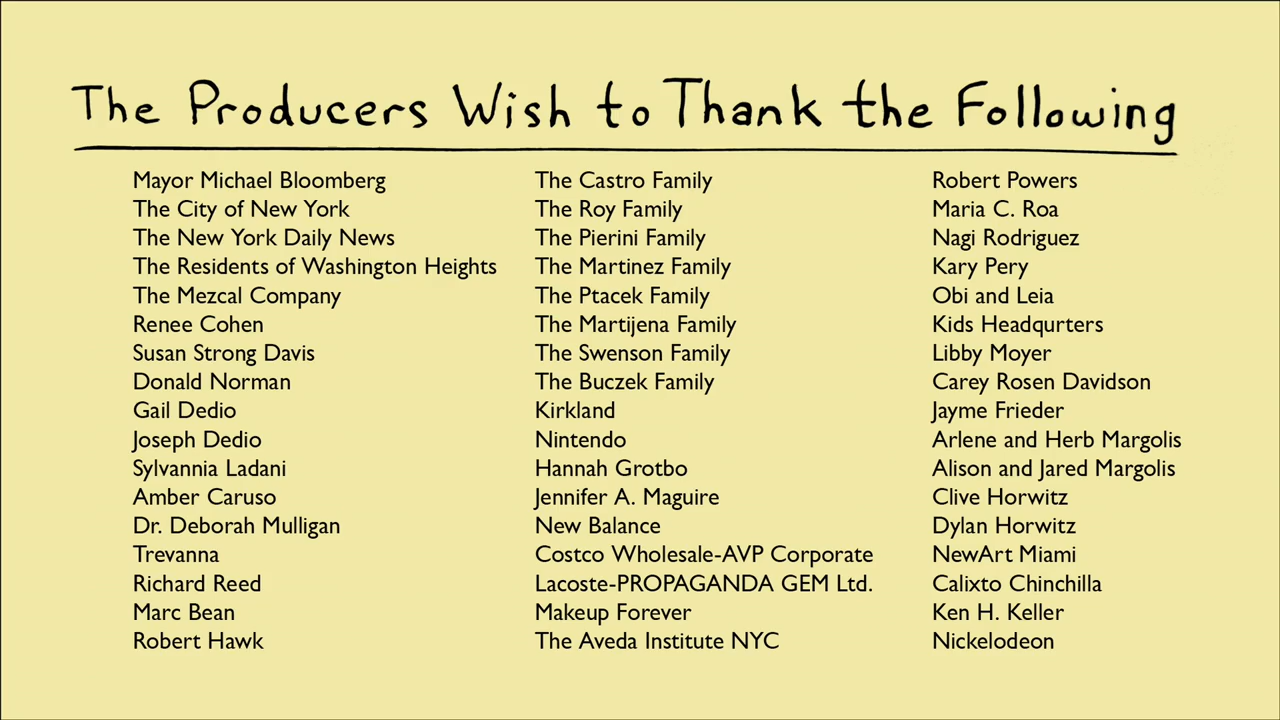 The Producers Wish to Thank the Following
Mayor Michael Bloomberg
The City of New York
The New York Daily News
The Residents of Washington Heights
The Mezcal Company
Renee Cohen
Susan Strong Davis
Donald Norman
Gail Dedio
Joseph Dedio
Sylvannia Ladani
Amber Caruso
Dr. Deborah Mulligan
Trevanna
Richard Reed
Marc Bean
Robert Hawk
The Castro Family
The Roy Family
The Pierini Family
The Martinez Family
The Ptacek Family
The Martijena Family
The Swenson Family
The Buczek Family
Kirkland
Nintendo
Hannah Grotbo
Jennifer A. Maguire
New Balance
Costco Wholesale-AVP Corporate
Lacoste-PROPAGANDA GEM Ltd.
Makeup Forever
The Aveda Institute NYC
Robert Powers
Maria C. Roa
Nagi Rodriguez
Kary Pery
Obi and Leia
Kids Headqurters
Libby Moyer
Carey Rosen Davidson
Jayme Frieder
Arlene and Herb Margolis
Alison and Jared Margolis
Clive Horwitz
Dylan Horwitz
NewArt Miami
Calixto Chinchilla
Ken H. Keller
Nickelodeon